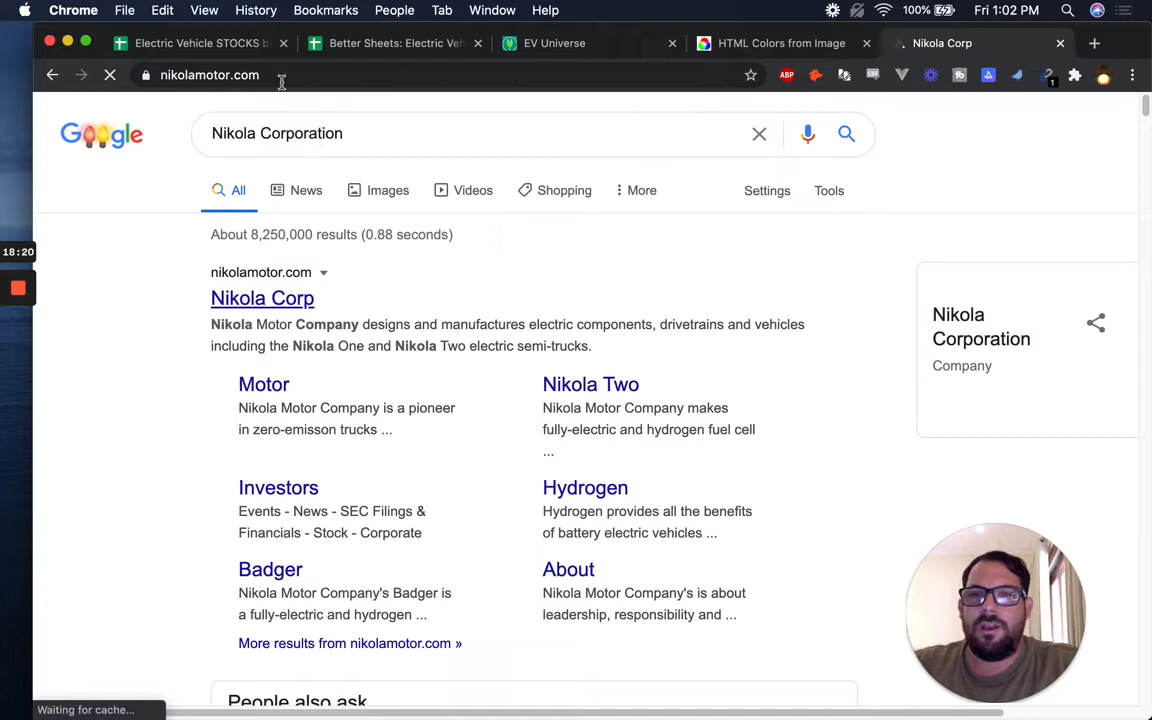 Chrome File Edit View History Bookmarks People Tab Window Help 100% Fri 1:02 PM
Electric Vehicle STOCKS b Better Sheets: Electric Veh EV Universe HTML Colors from Image Nikola Corp
nikolamotor.com ABP CSS tb 1
Google Nikola Corporation
All News Images Videos Shopping More Settings Tools
About 8,250,000 results (0.88 seconds)
18:20
nikolamotor.com
Nikola Corp
Nikola Motor Company designs and manufactures electric components, drivetrains and vehicles
including the Nikola One and Nikola Two electric semi-trucks.
Nikola
Corporation
Company
Motor
Nikola Motor Company is a pioneer
in zero-emisson trucks ...
Nikola Two
Nikola Motor Company makes
fully-electric and hydrogen fuel cell
...
Investors
Events - News - SEC Filings &
Financials - Stock - Corporate
Hydrogen
Hydrogen provides all the benefits
of battery electric vehicles ...
Badger
Nikola Motor Company's Badger is
a fully-electric and hydrogen ...
About
Nikola Motor Company's is about
leadership, responsibility and ...
More results from nikolamotor.com »
People also ask
Waiting for cache...